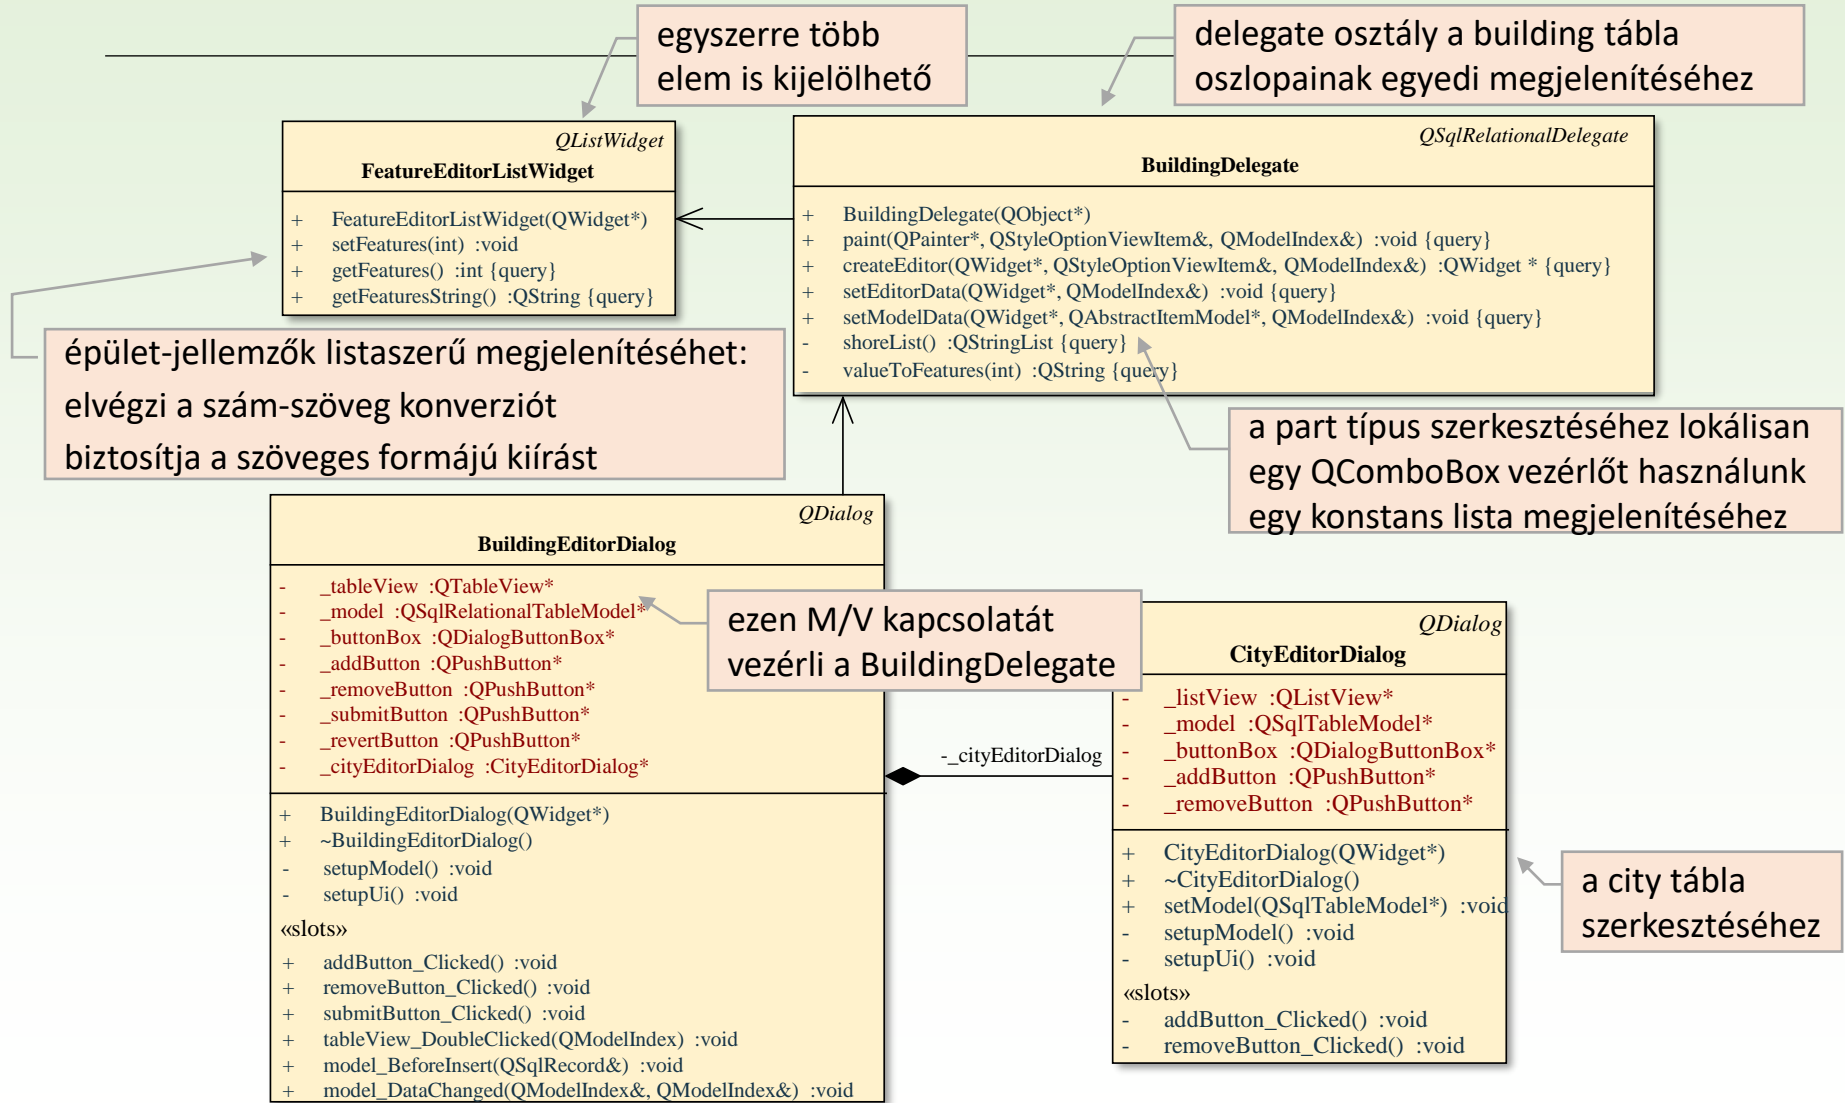 egyszerre több
elem is kijelölhető
delegate osztály a building tábla
oszlopainak egyedi megjelenítéséhez
QListWidget
FeatureEditorListWidget
+ FeatureEditorListWidget(QWidget*)
+ setFeatures(int) :void
+ getFeatures() :int {query}
+ getFeaturesString() :QString {query}
QSqlRelationalDelegate
BuildingDelegate
+ BuildingDelegate(QObject*)
+ paint(QPainter*, QStyleOptionViewItem&, QModelIndex&) :void {query}
+ createEditor(QWidget*, QStyleOptionViewItem&, QModelIndex&) :QWidget * {query}
+ setEditorData(QWidget*, QModelIndex&) :void {query}
+ setModelData(QWidget*, QAbstractItemModel*, QModelIndex&) :void {query}
- shoreList() :QStringList {query}
- valueToFeatures(int) :QString {query}
épület-jellemzők listaszerű megjelenítéséhet:
elvégzi a szám-szöveg konverziót
biztosítja a szöveges formájú kiírást
a part típus szerkesztéséhez lokálisan
egy QComboBox vezérlőt használunk
egy konstans lista megjelenítéséhez
QDialog
BuildingEditorDialog
- _tableView :QTableView*
- _model :QSqlRelationalTableModel*
- _buttonBox :QDialogButtonBox*
- _addButton :QPushButton*
- _removeButton :QPushButton*
- _submitButton :QPushButton*
- _revertButton :QPushButton*
- _cityEditorDialog :CityEditorDialog*
+ BuildingEditorDialog(QWidget*)
+ ~BuildingEditorDialog()
- setupModel() :void
- setupUi() :void
«slots»
+ addButton_Clicked() :void
+ removeButton_Clicked() :void
+ submitButton_Clicked() :void
+ tableView_DoubleClicked(QModelIndex) :void
+ model_BeforeInsert(QSqlRecord&) :void
+ model_DataChanged(QModelIndex&, QModelIndex&) :void
ezen M/V kapcsolatát
vezérli a BuildingDelegate
-_cityEditorDialog
QDialog
CityEditorDialog
- _listView :QListView*
- _model :QSqlTableModel*
- _buttonBox :QDialogButtonBox*
- _addButton :QPushButton*
- _removeButton :QPushButton*
+ CityEditorDialog(QWidget*)
+ ~CityEditorDialog()
+ setModel(QSqlTableModel*) :void
- setupModel() :void
- setupUi() :void
«slots»
- addButton_Clicked() :void
- removeButton_Clicked() :void
a city tábla
szerkesztéséhez